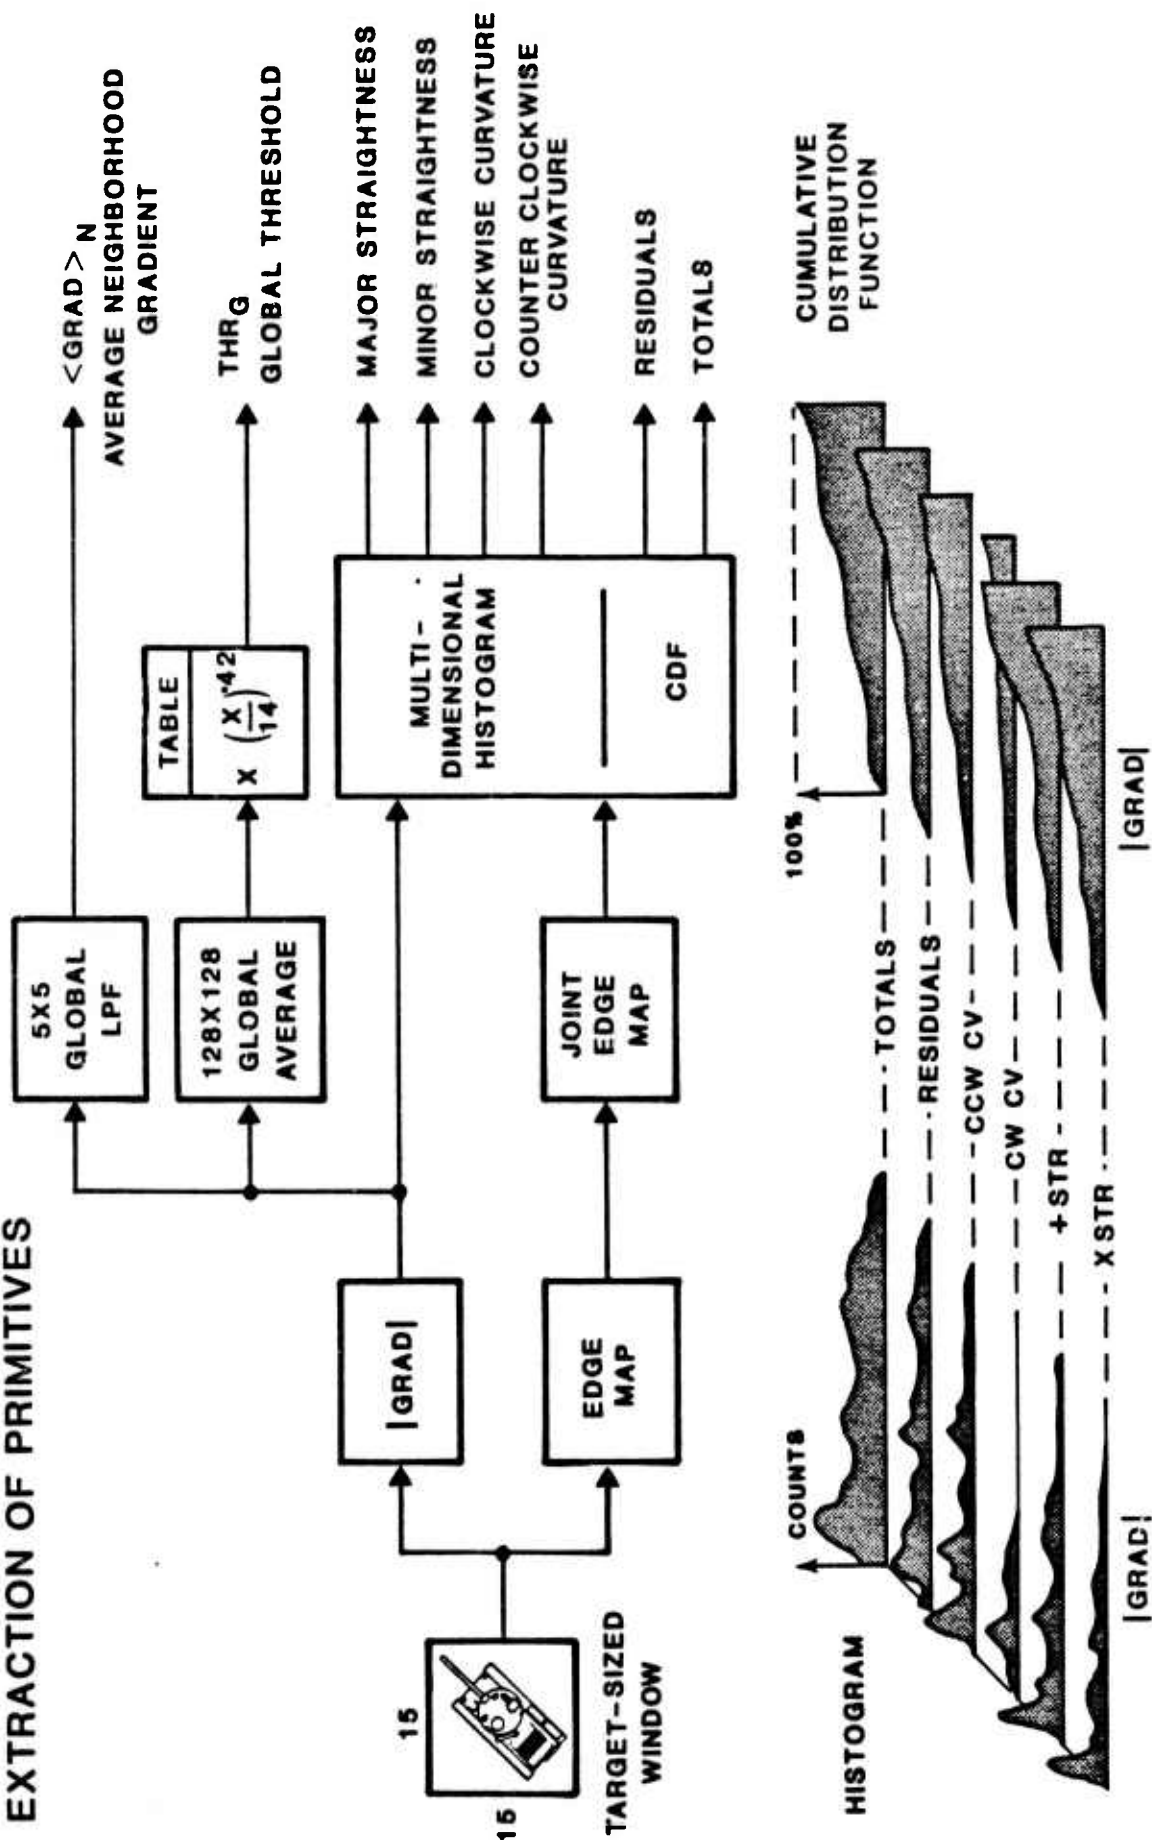 EXTRACTION OF PRIMITIVES
5X5
GLOBAL
LPF
<GRAD>N
AVERAGE NEIGHBORHOOD
GRADIENT
128X128
GLOBAL
AVERAGE
TABLE
X (X/14)^.42
THRG
GLOBAL THRESHOLD
15
15
TARGET-SIZED
WINDOW
|GRAD|
EDGE
MAP
JOINT
EDGE
MAP
MULTI-
DIMENSIONAL
HISTOGRAM
CDF
MAJOR STRAIGHTNESS
MINOR STRAIGHTNESS
CLOCKWISE CURVATURE
COUNTER CLOCKWISE
CURVATURE
RESIDUALS
TOTALS
HISTOGRAM
COUNTS
TOTALS
RESIDUALS
CCW CV
CW CV
+STR
X STR
|GRAD|
100%
CUMULATIVE
DISTRIBUTION
FUNCTION
|GRAD|